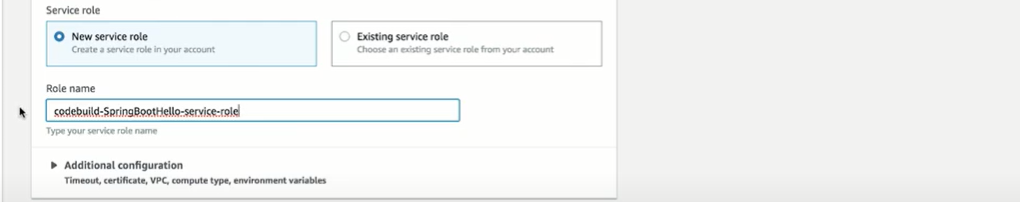 Service role
New service role
Create a service role in your account
Existing service role
Choose an existing service role from your account
Role name
codebuild-SpringBootHello-service-role
Type your service role name
Additional configuration
Timeout, certificate, VPC, compute type, environment variables